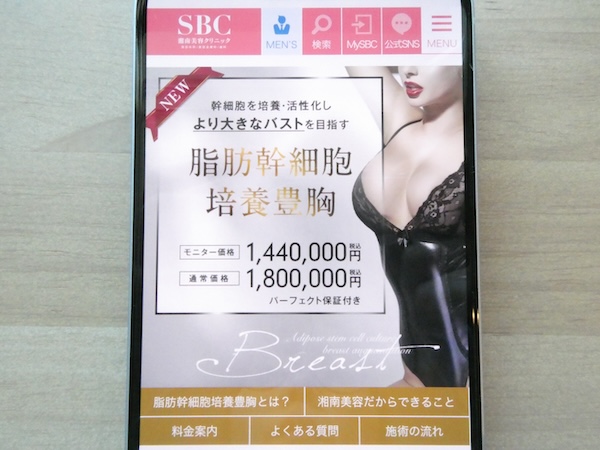 SBC
湘南美容クリニック
MEN'S
検索
MySBC
公式SNS
MENU
NEW
幹細胞を培養・活性化し
より大きなバストを目指す
脂肪幹細胞
培養豊胸
モニター価格 1,440,000円 税込
通常価格 1,800,000円 税込
パーフェクト保証付き
Adipose stem cell culture
breast augmentation
Breast
脂肪幹細胞培養豊胸とは？
湘南美容だからできること
料金案内
よくある質問
施術の流れ